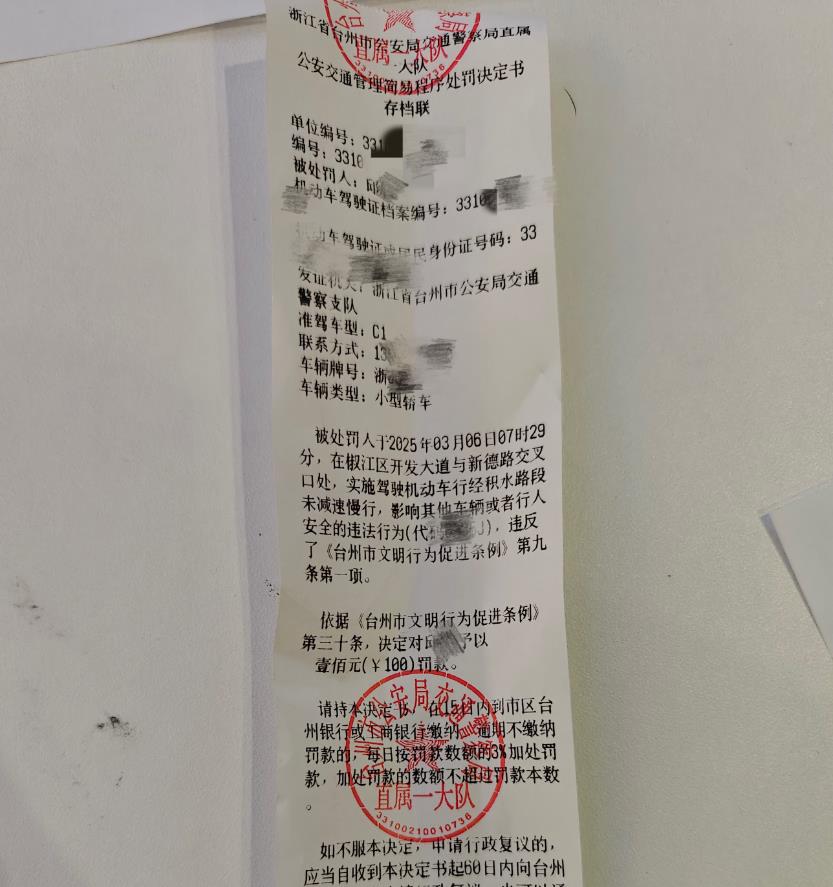 浙江省台州市公安局交通警察局直属
一大队
公安交通管理简易程序处罚决定书
存档联
单位编号：331
编号：3310
被处罚人：邱
机动车驾驶证档案编号：3310
机动车驾驶证或居民身份证号码：33
发证机关：浙江省台州市公安局交通
警察支队
准驾车型：C1
联系方式：13
车辆牌号：浙
车辆类型：小型轿车
被处罚人于2025年03月06日07时29
分，在椒江区开发大道与新德路交叉
口处，实施驾驶机动车行经积水路段
未减速慢行，影响其他车辆或者行人
安全的违法行为(代码 J)，违反
了《台州市文明行为促进条例》第九
条第一项。
依据《台州市文明行为促进条例》
第三十条，决定对邱 予以
壹佰元(￥100)罚款。
请持本决定书，在15日内到市区台
州银行或工商银行缴纳。逾期不缴纳
罚款的，每日按罚款数额的3%加处罚
款，加处罚款的数额不超过罚款本数
。
台州市公安局交通警察局
直属一大队
33100210010736
如不服本决定，申请行政复议的，
应当自收到本决定书起60日内向台州